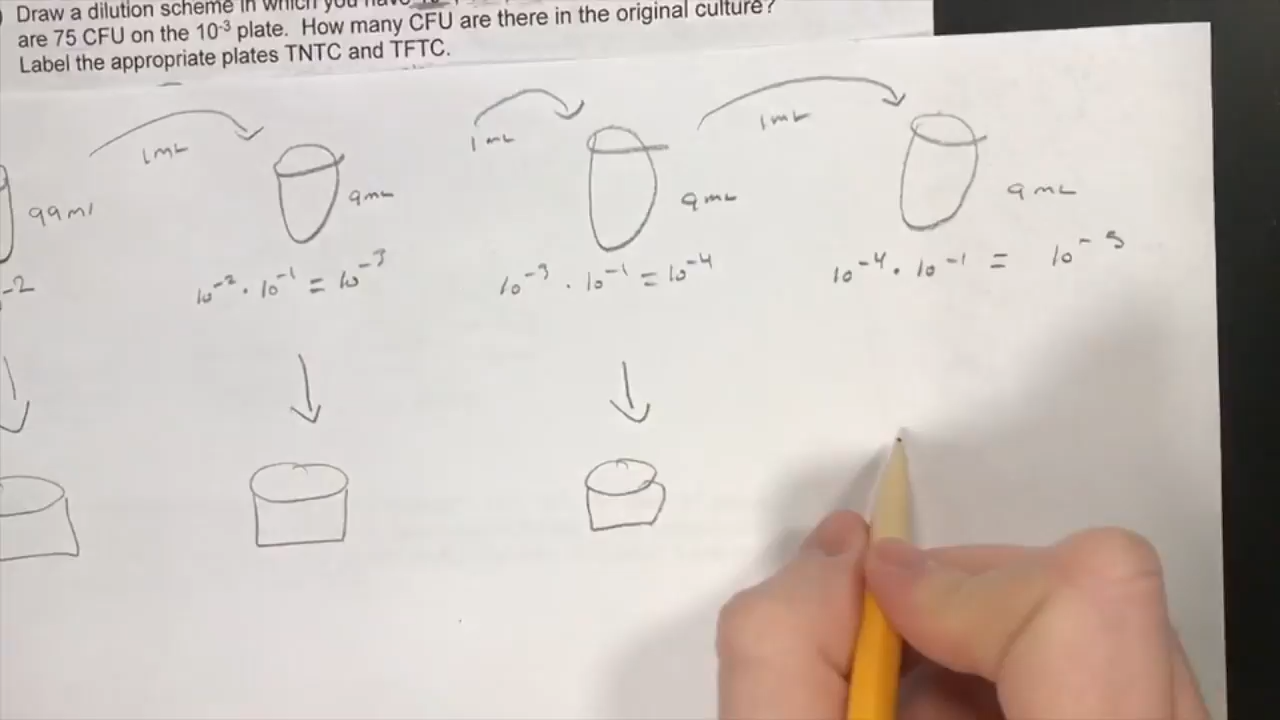 Draw a dilution scheme in which you have
are 75 CFU on the 10-3 plate. How many CFU are there in the original culture?
Label the appropriate plates TNTC and TFTC.
1mL
1mL
1mL
99ml
9mL
9mL
9mL
-2
10-2 · 10-1 = 10-3
10-3 · 10-1 = 10-4
10-4 · 10-1 = 10-5